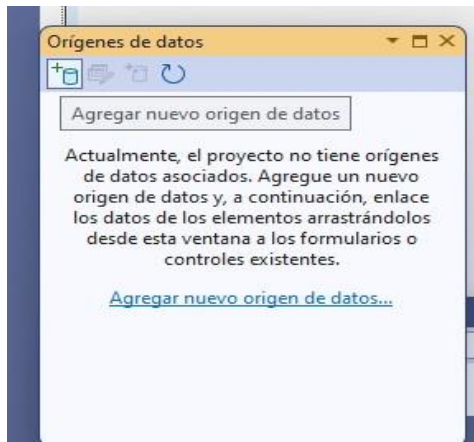 Orígenes de datos
Agregar nuevo origen de datos
Actualmente, el proyecto no tiene orígenes
de datos asociados. Agregue un nuevo
origen de datos y, a continuación, enlace
los datos de los elementos arrastrándolos
desde esta ventana a los formularios o
controles existentes.
Agregar nuevo origen de datos...